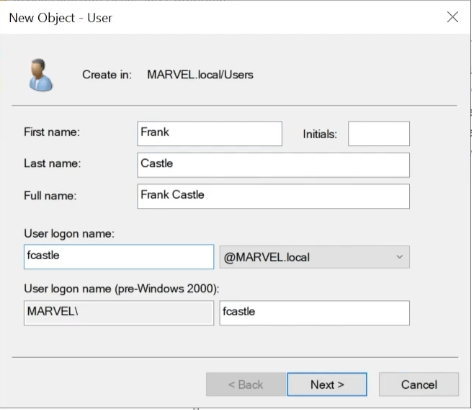 New Object - User
Create in: MARVEL.local/Users
First name: Frank Initials:
Last name: Castle
Full name: Frank Castle
User logon name:
fcastle @MARVEL.local
User logon name (pre-Windows 2000):
MARVEL\ fcastle
< Back Next > Cancel